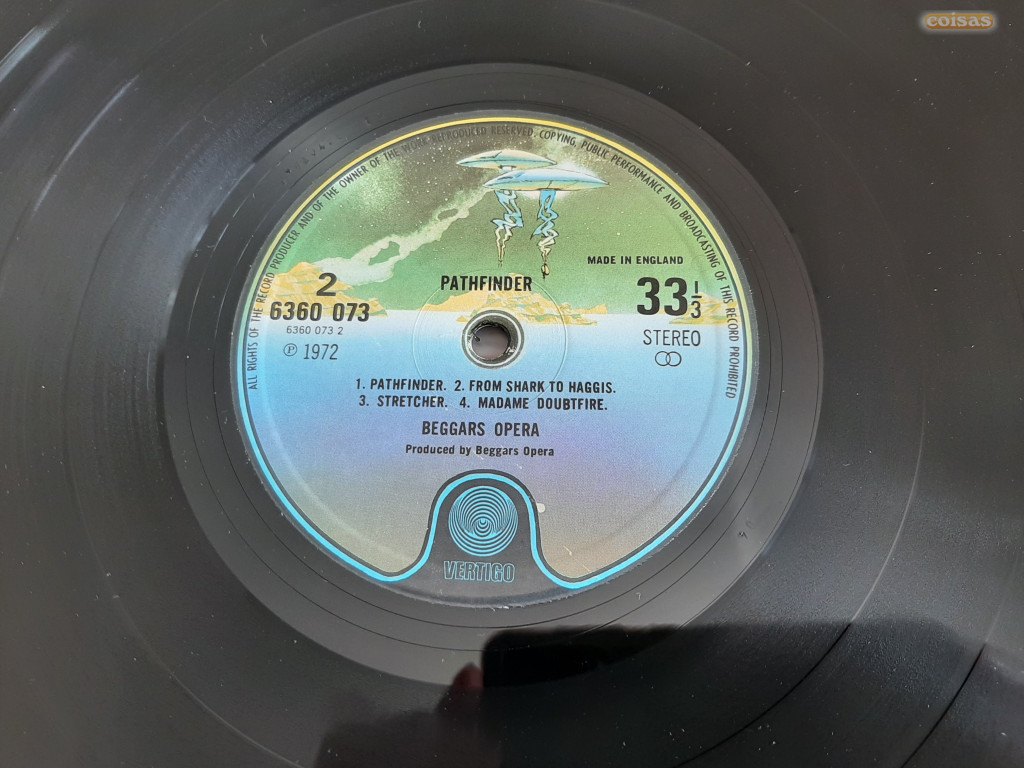 coisas
ALL RIGHTS OF THE RECORD PRODUCER AND OF THE OWNER OF THE WORK REPRODUCED RESERVED. COPYING, PUBLIC PERFORMANCE AND BROADCASTING OF THIS RECORD PROHIBITED
MADE IN ENGLAND
PATHFINDER
2
6360 073
6360 073 2
℗ 1972
33 1/3
STEREO
1. PATHFINDER. 2. FROM SHARK TO HAGGIS.
3. STRETCHER. 4. MADAME DOUBTFIRE.
BEGGARS OPERA
Produced by Beggars Opera
VERTIGO